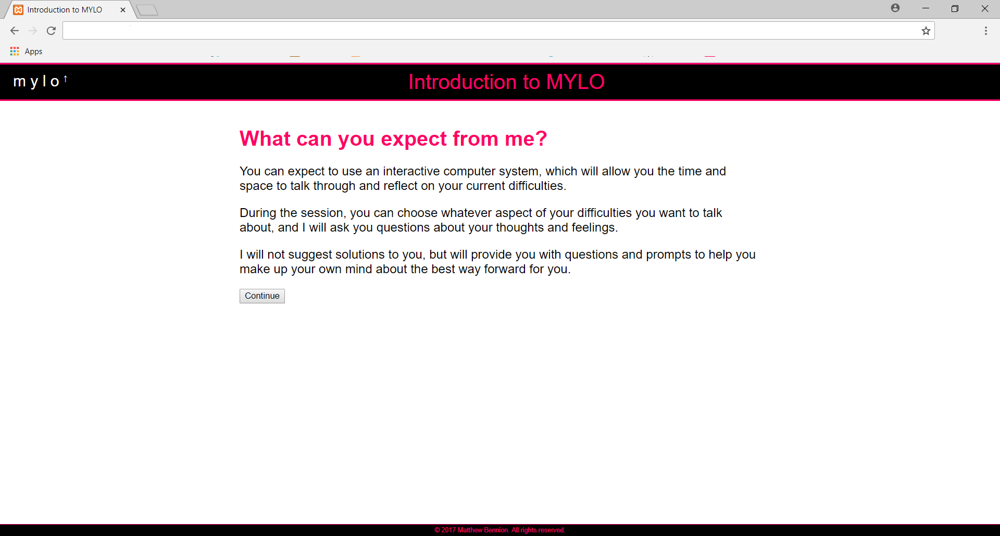 Introduction to MYLO
Apps
mylo↑
Introduction to MYLO
What can you expect from me?
You can expect to use an interactive computer system, which will allow you the time and
space to talk through and reflect on your current difficulties.
During the session, you can choose whatever aspect of your difficulties you want to talk
about, and I will ask you questions about your thoughts and feelings.
I will not suggest solutions to you, but will provide you with questions and prompts to help you
make up your own mind about the best way forward for you.
Continue
© 2017 Matthew Bennion. All rights reserved.